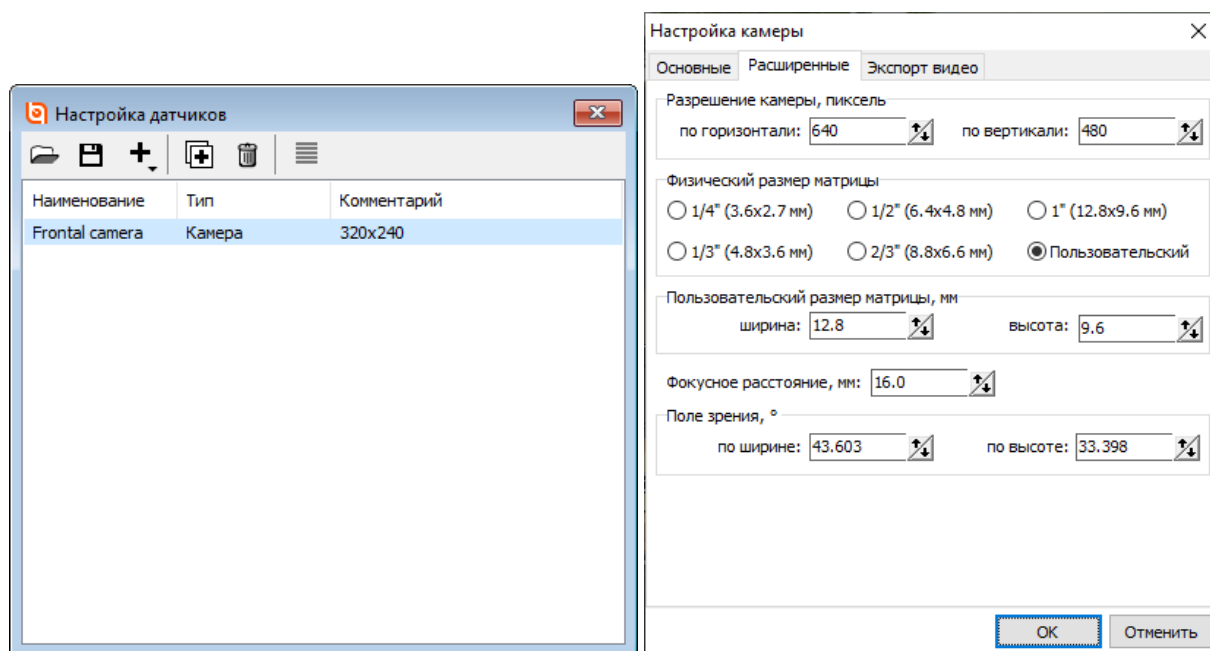 Настройка датчиков
Наименование Тип Комментарий
Frontal camera Камера 320x240
Настройка камеры
Основные Расширенные Экспорт видео
Разрешение камеры, пиксель
по горизонтали: 640 по вертикали: 480
Физический размер матрицы
1/4" (3.6x2.7 мм) 1/2" (6.4x4.8 мм) 1" (12.8x9.6 мм)
1/3" (4.8x3.6 мм) 2/3" (8.8x6.6 мм) Пользовательский
Пользовательский размер матрицы, мм
ширина: 12.8 высота: 9.6
Фокусное расстояние, мм: 16.0
Поле зрения, °
по ширине: 43.603 по высоте: 33.398
OK Отменить